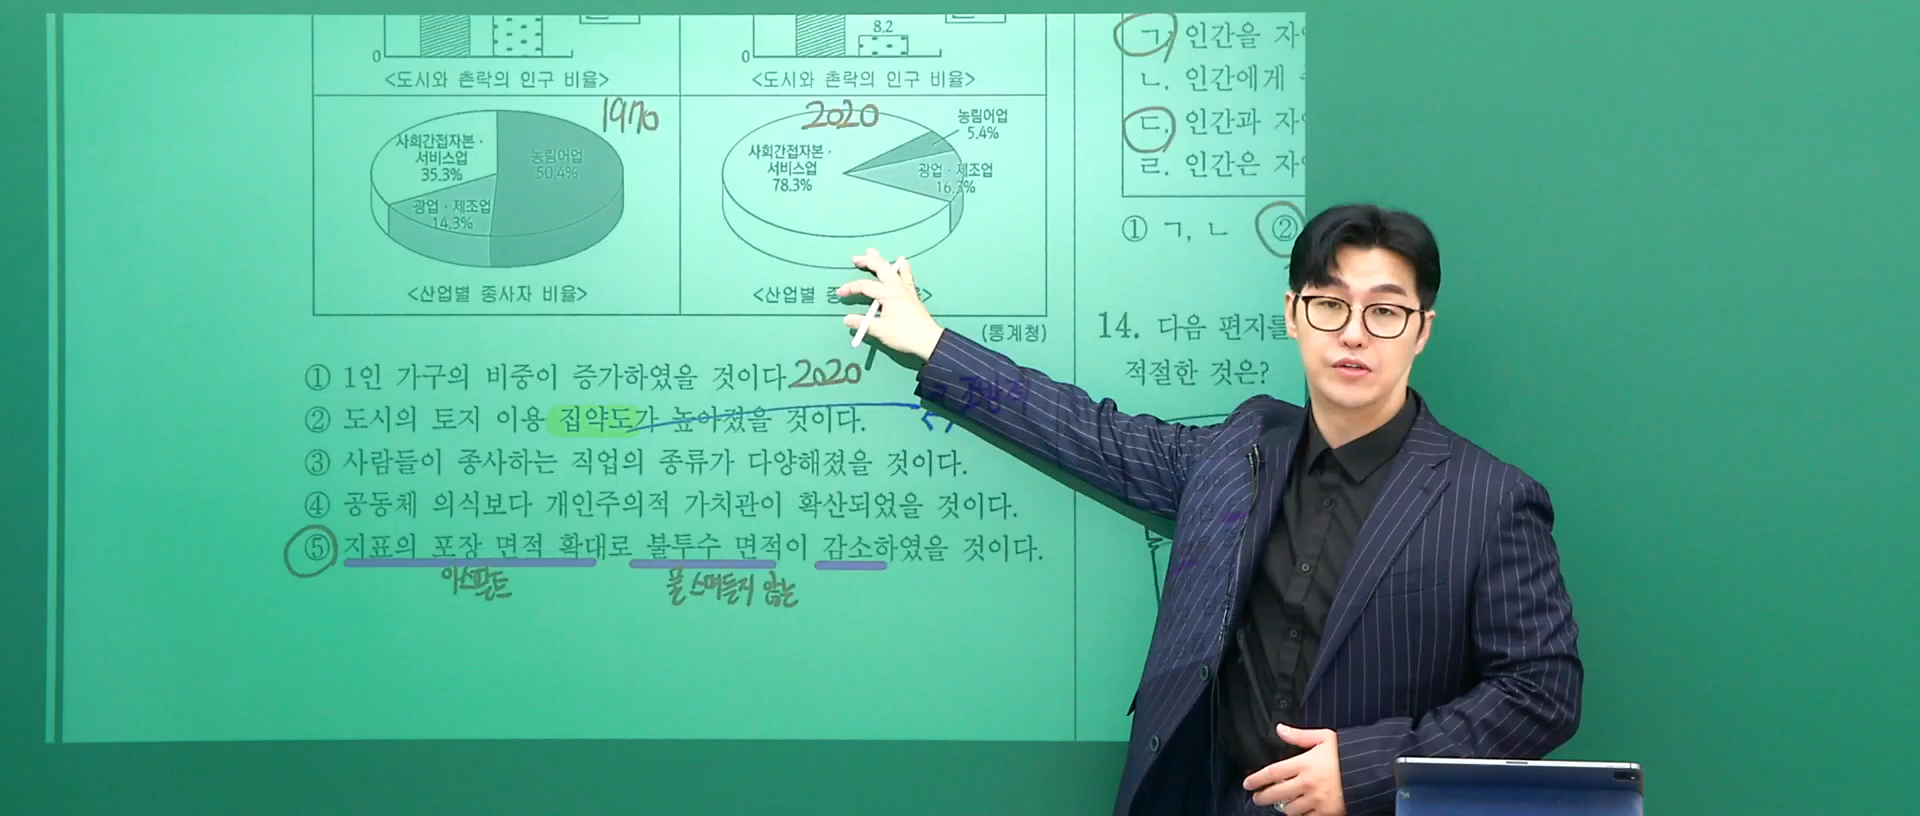 0
8.2
0
<도시와 촌락의 인구 비율>
<도시와 촌락의 인구 비율>
1970
사회간접자본·
서비스업
35.3%
농림어업
50.4%
광업·제조업
14.3%
<산업별 종사자 비율>
2020
사회간접자본·
서비스업
78.3%
농림어업
5.4%
광업·제조업
16.3%
<산업별
(통계청)
① 1인 가구의 비중이 증가하였을 것이다. 2020
② 도시의 토지 이용 집약도가 높아졌을 것이다.
③ 사람들이 종사하는 직업의 종류가 다양해졌을 것이다.
④ 공동체 의식보다 개인주의적 가치관이 확산되었을 것이다.
⑤ 지표의 포장 면적 확대로 불투수 면적이 감소하였을 것이다.
아스팔트
물 스며들지 않는
ㄱ. 인간을
ㄴ. 인간에게
ㄷ. 인간과
ㄹ. 인간은
① ㄱ, ㄴ ②
14. 다음 편지를
적절한 것은?